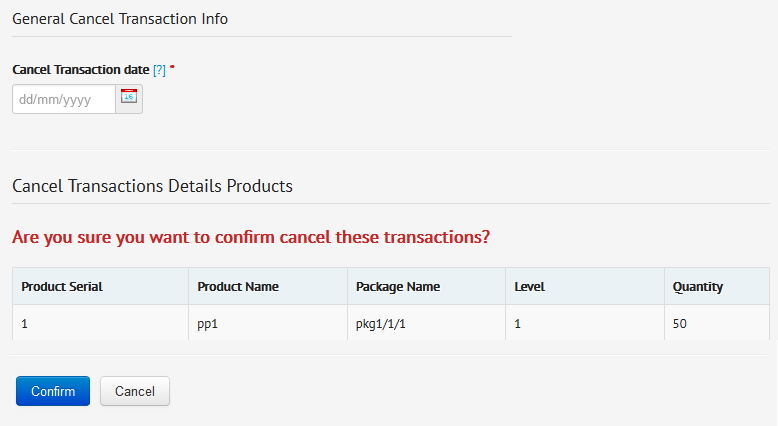 General Cancel Transaction Info
Cancel Transaction date [?] *
dd/mm/yyyy
16
Cancel Transactions Details Products
Are you sure you want to confirm cancel these transactions?
Product Serial Product Name Package Name Level Quantity
1 pp1 pkg1/1/1 1 50
Confirm Cancel